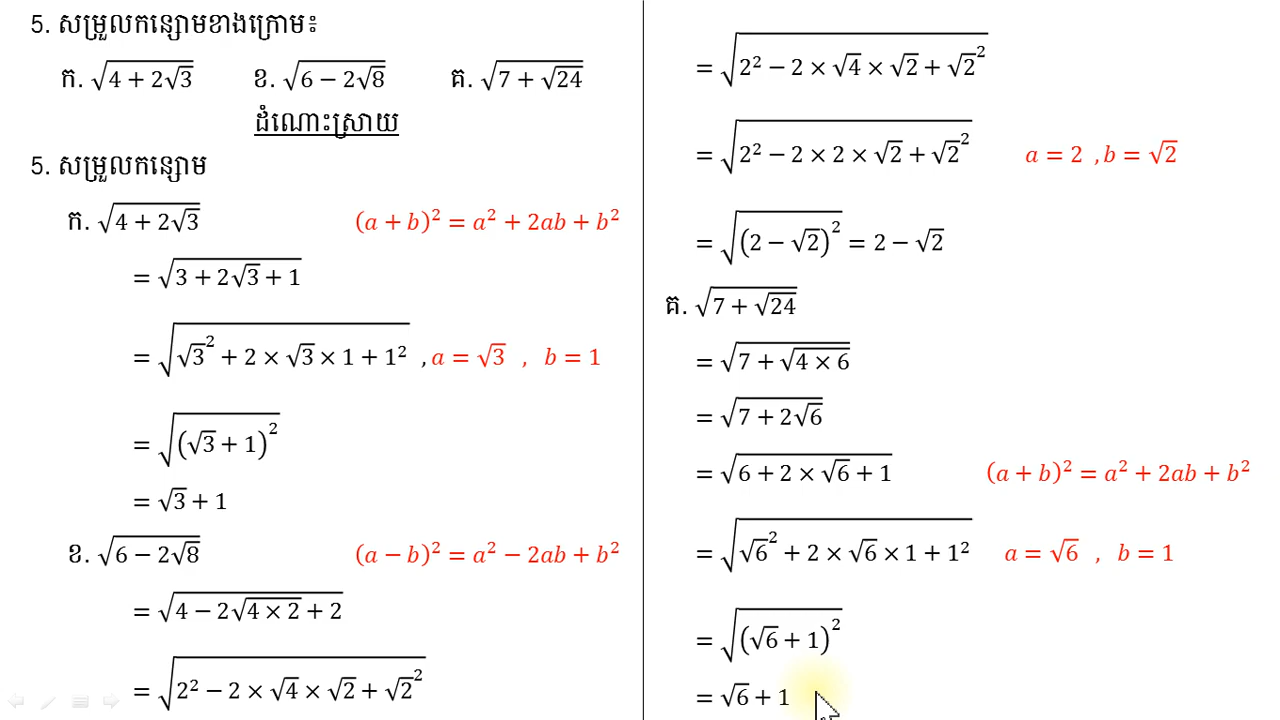 5. សម្រួលកន្សោមខាងក្រោម៖
ក. √(4 + 2√3) ខ. √(6 − 2√8) គ. √(7 + √24)
ដំណោះស្រាយ
5. សម្រួលកន្សោម
ក. √(4 + 2√3) (a + b)² = a² + 2ab + b²
= √(3 + 2√3 + 1)
= √(√3² + 2 × √3 × 1 + 1²) , a = √3 , b = 1
= √((√3 + 1)²)
= √3 + 1
ខ. √(6 − 2√8) (a − b)² = a² − 2ab + b²
= √(4 − 2√(4 × 2) + 2)
= √(2² − 2 × √4 × √2 + √2²)
= √(2² − 2 × √4 × √2 + √2²)
= √(2² − 2 × 2 × √2 + √2²) a = 2 , b = √2
= √((2 − √2)²) = 2 − √2
គ. √(7 + √24)
= √(7 + √(4 × 6))
= √(7 + 2√6)
= √(6 + 2 × √6 + 1) (a + b)² = a² + 2ab + b²
= √(√6² + 2 × √6 × 1 + 1²) a = √6 , b = 1
= √((√6 + 1)²)
= √6 + 1